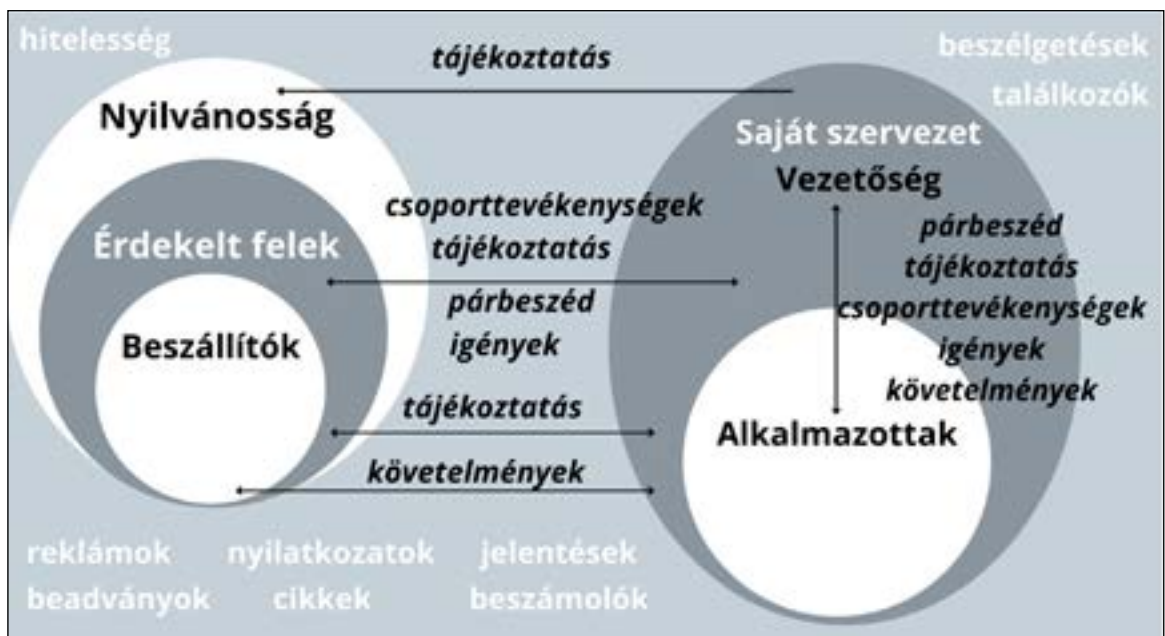 hitelesség
tájékoztatás
beszélgetések
találkozók
Nyilvánosság
Saját szervezet
Vezetőség
csoporttevékenységek
tájékoztatás
Érdekelt felek
párbeszéd
igények
párbeszéd
tájékoztatás
csoporttevékenységek
igények
követelmények
Beszállítók
tájékoztatás
Alkalmazottak
követelmények
reklámok nyilatkozatok jelentések
beadványok cikkek beszámolók